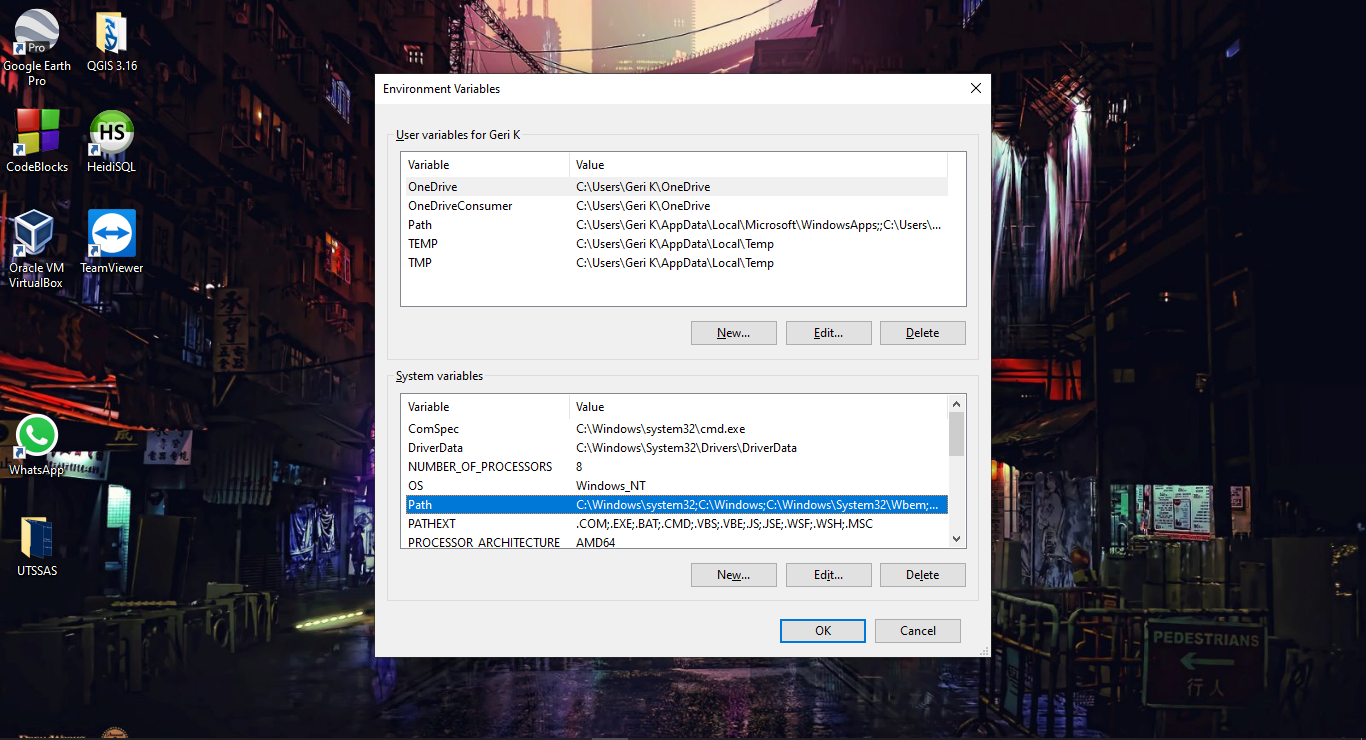 Pro
Google Earth
Pro
QGIS 3.16
CodeBlocks
HS
HeidiSQL
Oracle VM
VirtualBox
TeamViewer
WhatsApp
UTSSAS
Environment Variables
User variables for Geri K
Variable Value
OneDrive C:\Users\Geri K\OneDrive
OneDriveConsumer C:\Users\Geri K\OneDrive
Path C:\Users\Geri K\AppData\Local\Microsoft\WindowsApps;;C:\Users\...
TEMP C:\Users\Geri K\AppData\Local\Temp
TMP C:\Users\Geri K\AppData\Local\Temp
New... Edit... Delete
System variables
Variable Value
ComSpec C:\Windows\system32\cmd.exe
DriverData C:\Windows\System32\Drivers\DriverData
NUMBER_OF_PROCESSORS 8
OS Windows_NT
Path C:\Windows\system32;C:\Windows;C:\Windows\System32\Wbem;...
PATHEXT .COM;.EXE;.BAT;.CMD;.VBS;.VBE;.JS;.JSE;.WSF;.WSH;.MSC
PROCESSOR_ARCHITECTURE AMD64
New... Edit... Delete
OK Cancel
PEDESTRIANS
行人